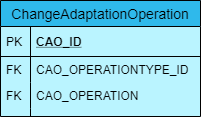 ChangeAdaptationOperation
PK CAO_ID
FK CAO_OPERATIONTYPE_ID
FK CAO_OPERATION